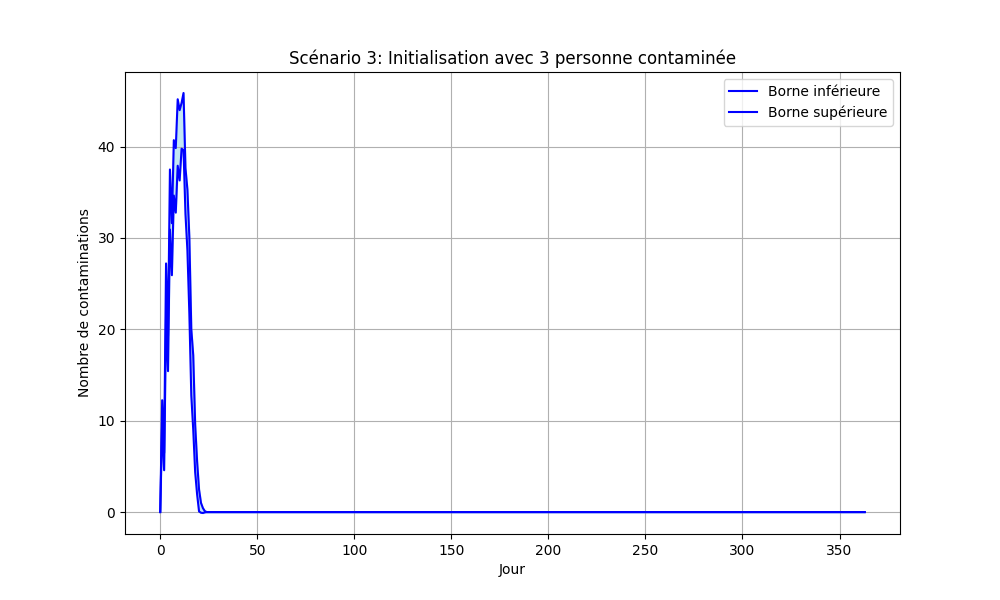 Scénario 3: Initialisation avec 3 personne contaminée
Borne inférieure
Borne supérieure
Nombre de contaminations
40
30
20
10
0
0 50 100 150 200 250 300 350
Jour